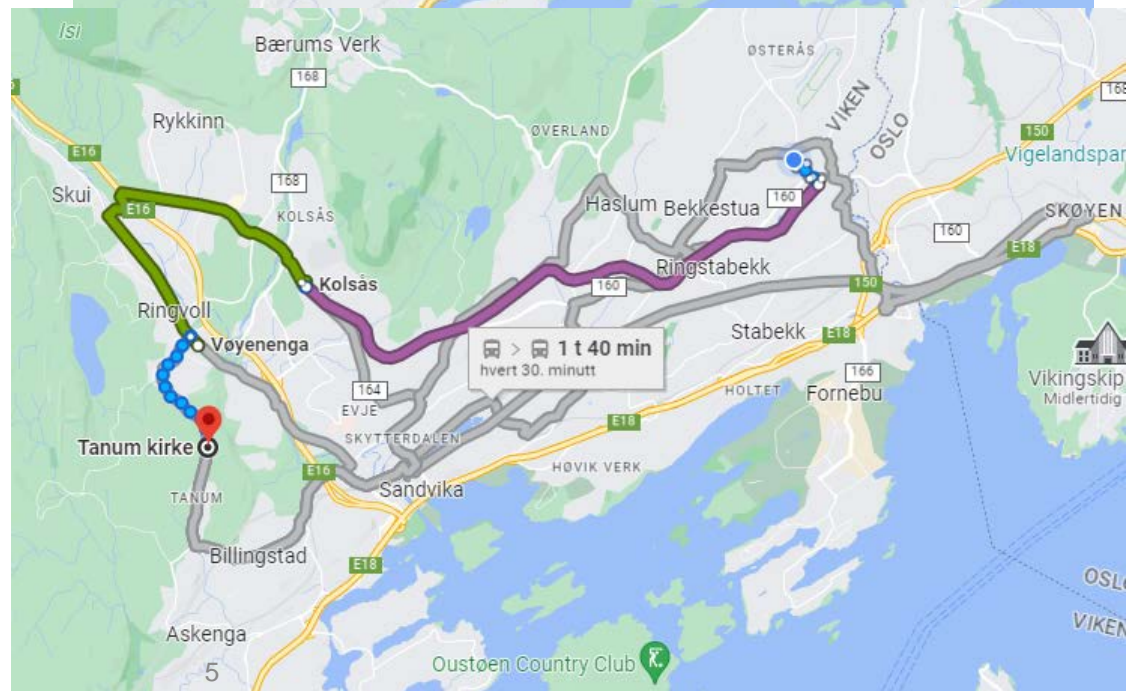 Isi
Bærums Verk
168
ØSTERÅS
VIKEN
OSLO
168
150
Rykkinn
E16
ØVERLAND
Vigelandspar
168
Skui
E16
KOLSÅS
Haslum
Bekkestua
160
SKØYEN
160
E18
Kolsås
Ringstabekk
160
150
Ringvoll
Vøyenenga
1 t 40 min
hvert 30. minutt
Stabekk
E18
164
EVJE
HOLTET
166
Fornebu
Vikingskip
Midlertidig
E18
SKYTTERDALEN
Tanum kirke
E16
Sandvika
HØVIK VERK
TANUM
Billingstad
E18
OSLO
VIKEN
Askenga
5
Oustøen Country Club